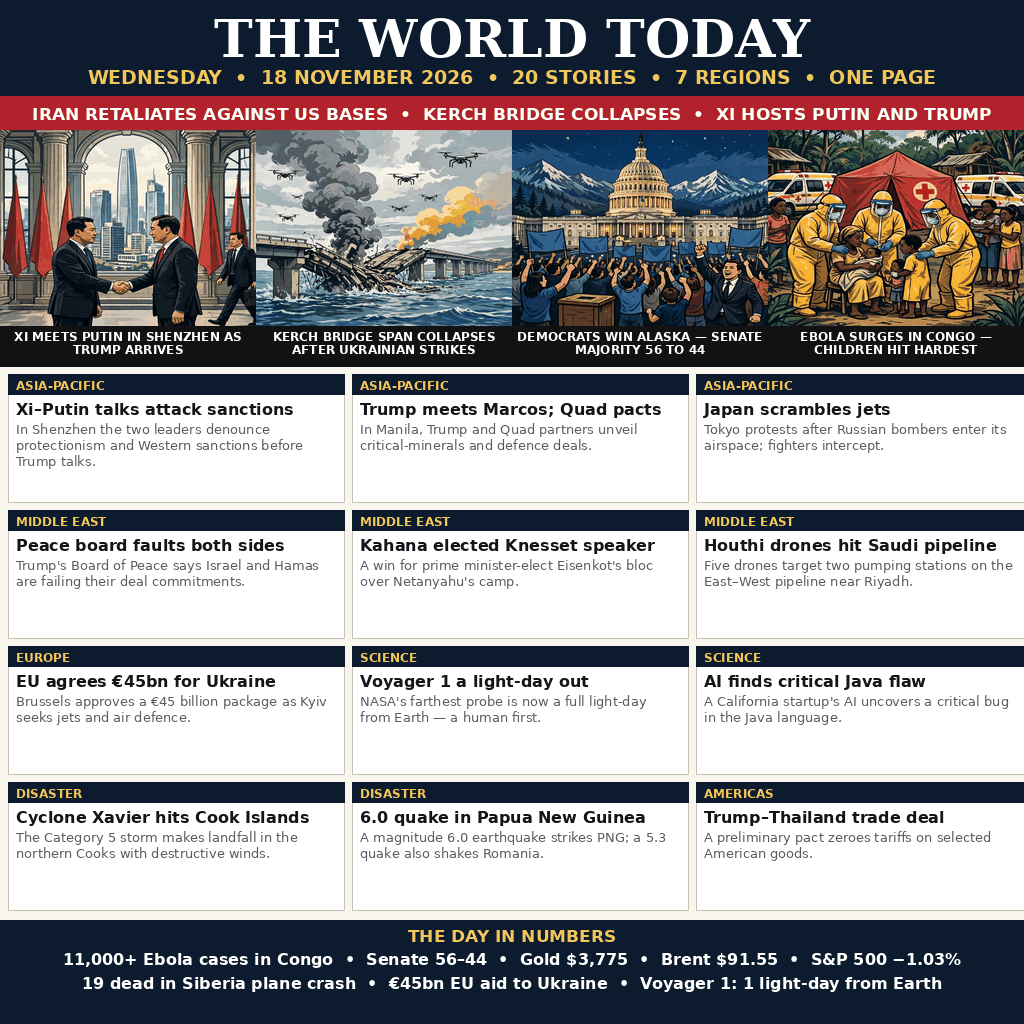 THE WORLD TODAY
WEDNESDAY • 18 NOVEMBER 2026 • 20 STORIES • 7 REGIONS • ONE PAGE
IRAN RETALIATES AGAINST US BASES • KERCH BRIDGE COLLAPSES • XI HOSTS PUTIN AND TRUMP
XI MEETS PUTIN IN SHENZHEN AS
TRUMP ARRIVES
KERCH BRIDGE SPAN COLLAPSES
AFTER UKRAINIAN STRIKES
DEMOCRATS WIN ALASKA — SENATE
MAJORITY 56 TO 44
EBOLA SURGES IN CONGO —
CHILDREN HIT HARDEST
ASIA-PACIFIC
Xi–Putin talks attack sanctions
In Shenzhen the two leaders denounce
protectionism and Western sanctions before
Trump talks.
ASIA-PACIFIC
Trump meets Marcos; Quad pacts
In Manila, Trump and Quad partners unveil
critical-minerals and defence deals.
ASIA-PACIFIC
Japan scrambles jets
Tokyo protests after Russian bombers enter its
airspace; fighters intercept.
MIDDLE EAST
Peace board faults both sides
Trump's Board of Peace says Israel and Hamas
are failing their deal commitments.
MIDDLE EAST
Kahana elected Knesset speaker
A win for prime minister-elect Eisenkot's bloc
over Netanyahu's camp.
MIDDLE EAST
Houthi drones hit Saudi pipeline
Five drones target two pumping stations on the
East–West pipeline near Riyadh.
EUROPE
EU agrees €45bn for Ukraine
Brussels approves a €45 billion package as Kyiv
seeks jets and air defence.
SCIENCE
Voyager 1 a light-day out
NASA's farthest probe is now a full light-day
from Earth — a human first.
SCIENCE
AI finds critical Java flaw
A California startup's AI uncovers a critical bug
in the Java language.
DISASTER
Cyclone Xavier hits Cook Islands
The Category 5 storm makes landfall in the
northern Cooks with destructive winds.
DISASTER
6.0 quake in Papua New Guinea
A magnitude 6.0 earthquake strikes PNG; a 5.3
quake also shakes Romania.
AMERICAS
Trump–Thailand trade deal
A preliminary pact zeroes tariffs on selected
American goods.
THE DAY IN NUMBERS
11,000+ Ebola cases in Congo • Senate 56–44 • Gold $3,775 • Brent $91.55 • S&P 500 −1.03%
19 dead in Siberia plane crash • €45bn EU aid to Ukraine • Voyager 1: 1 light-day from Earth